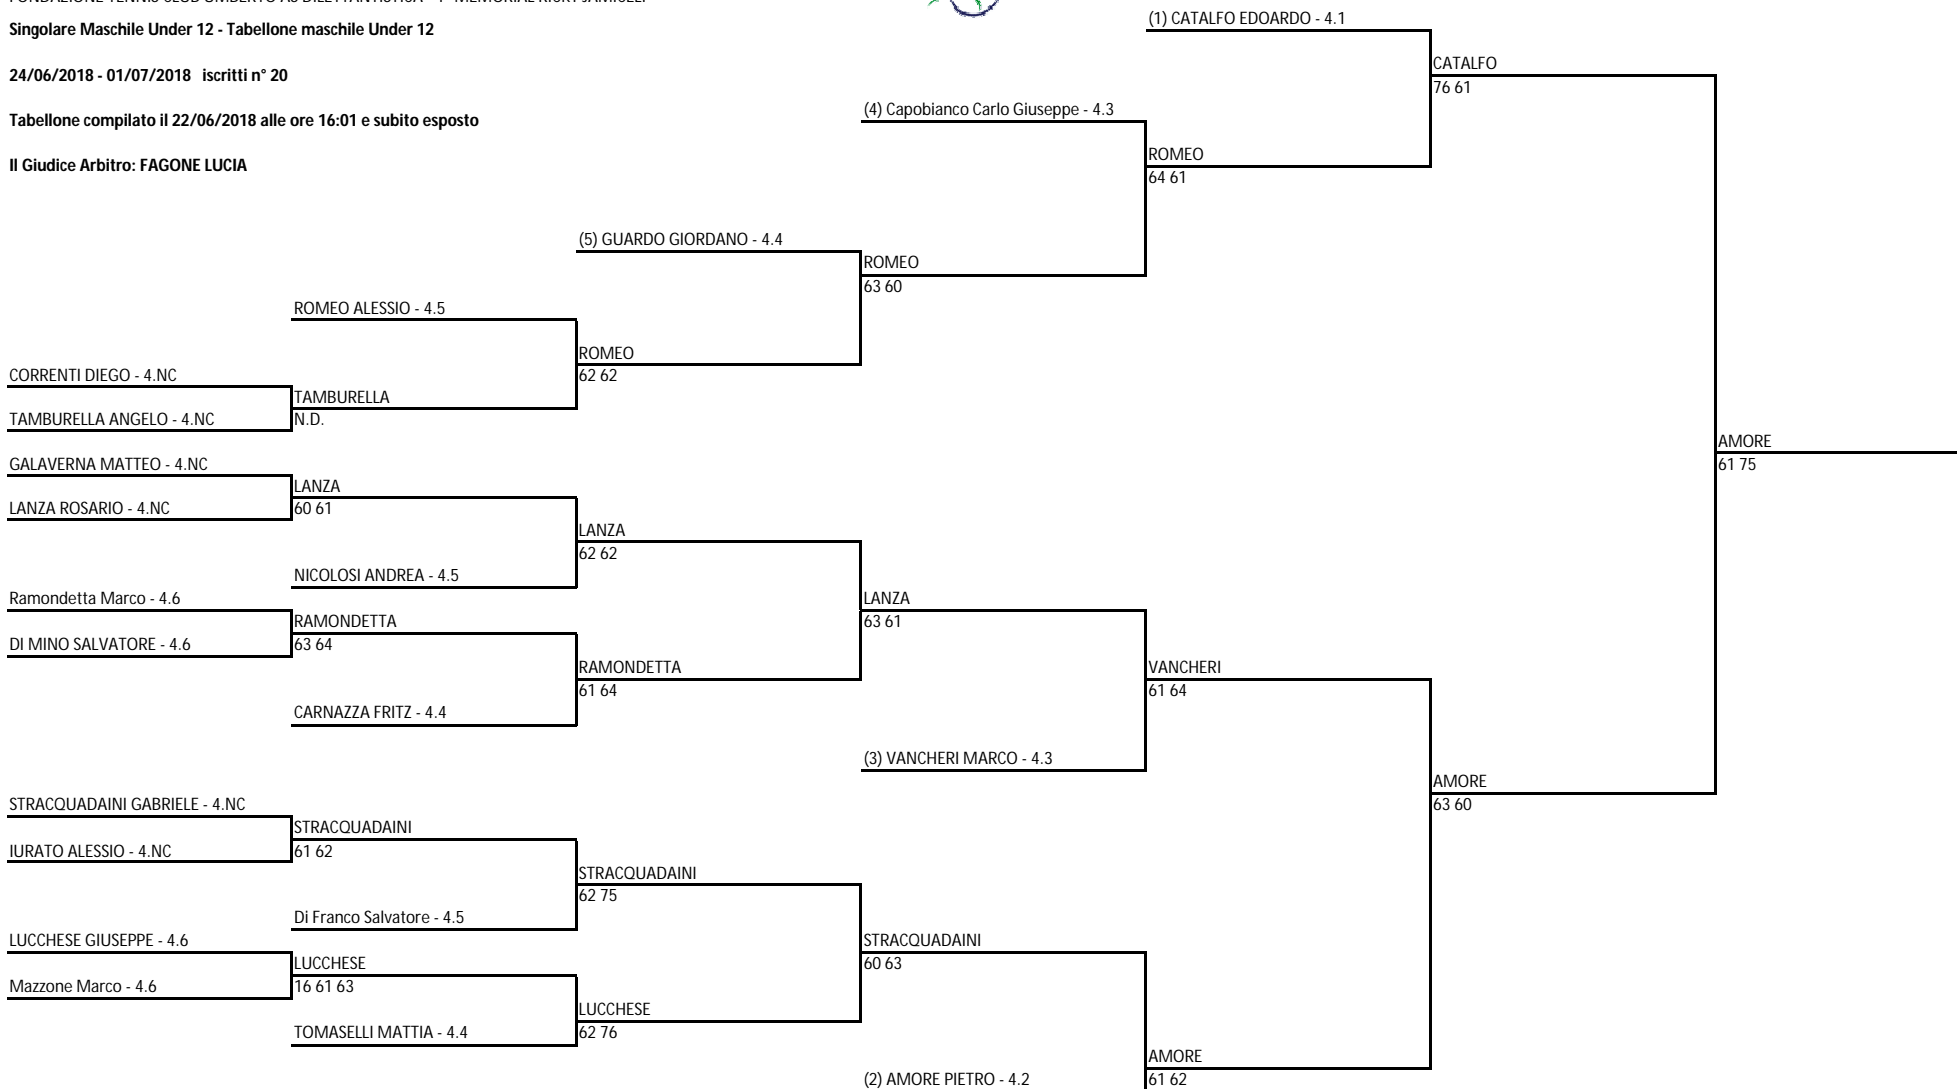 Singolare Maschile Under 12 - Tabellone maschile Under 12
24/06/2018 - 01/07/2018 iscritti n° 20
Tabellone compilato il 22/06/2018 alle ore 16:01 e subito esposto
Il Giudice Arbitro: FAGONE LUCIA
CORRENTI DIEGO - 4.NC
TAMBURELLA ANGELO - 4.NC
GALAVERNA MATTEO - 4.NC
LANZA ROSARIO - 4.NC
Ramondetta Marco - 4.6
DI MINO SALVATORE - 4.6
STRACQUADAINI GABRIELE - 4.NC
IURATO ALESSIO - 4.NC
LUCCHESE GIUSEPPE - 4.6
Mazzone Marco - 4.6
ROMEO ALESSIO - 4.5
TAMBURELLA
N.D.
LANZA
60 61
NICOLOSI ANDREA - 4.5
RAMONDETTA
63 64
CARNAZZA FRITZ - 4.4
STRACQUADAINI
61 62
Di Franco Salvatore - 4.5
LUCCHESE
16 61 63
TOMASELLI MATTIA - 4.4
(5) GUARDO GIORDANO - 4.4
ROMEO
62 62
LANZA
62 62
RAMONDETTA
61 64
STRACQUADAINI
62 75
LUCCHESE
62 76
(4) Capobianco Carlo Giuseppe - 4.3
ROMEO
63 60
LANZA
63 61
(3) VANCHERI MARCO - 4.3
STRACQUADAINI
60 63
(2) AMORE PIETRO - 4.2
(1) CATALFO EDOARDO - 4.1
ROMEO
64 61
VANCHERI
61 64
AMORE
61 62
CATALFO
76 61
AMORE
63 60
AMORE
61 75